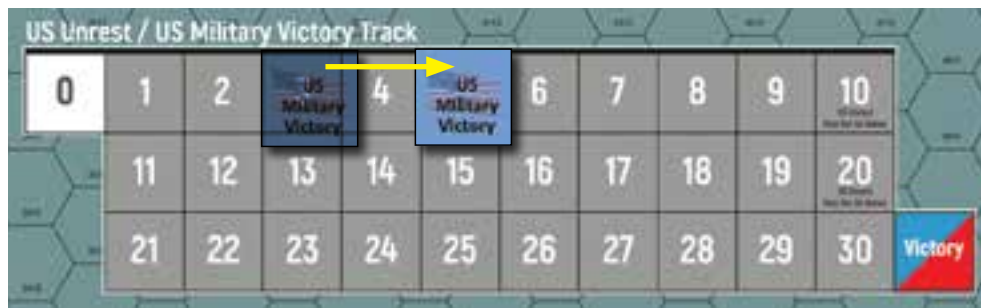 US Unrest / US Military Victory Track
0 1 2 US Military Victory 4 US Military Victory 6 7 8 9 10
11 12 13 14 15 16 17 18 19 20
21 22 23 24 25 26 27 28 29 30 Victory